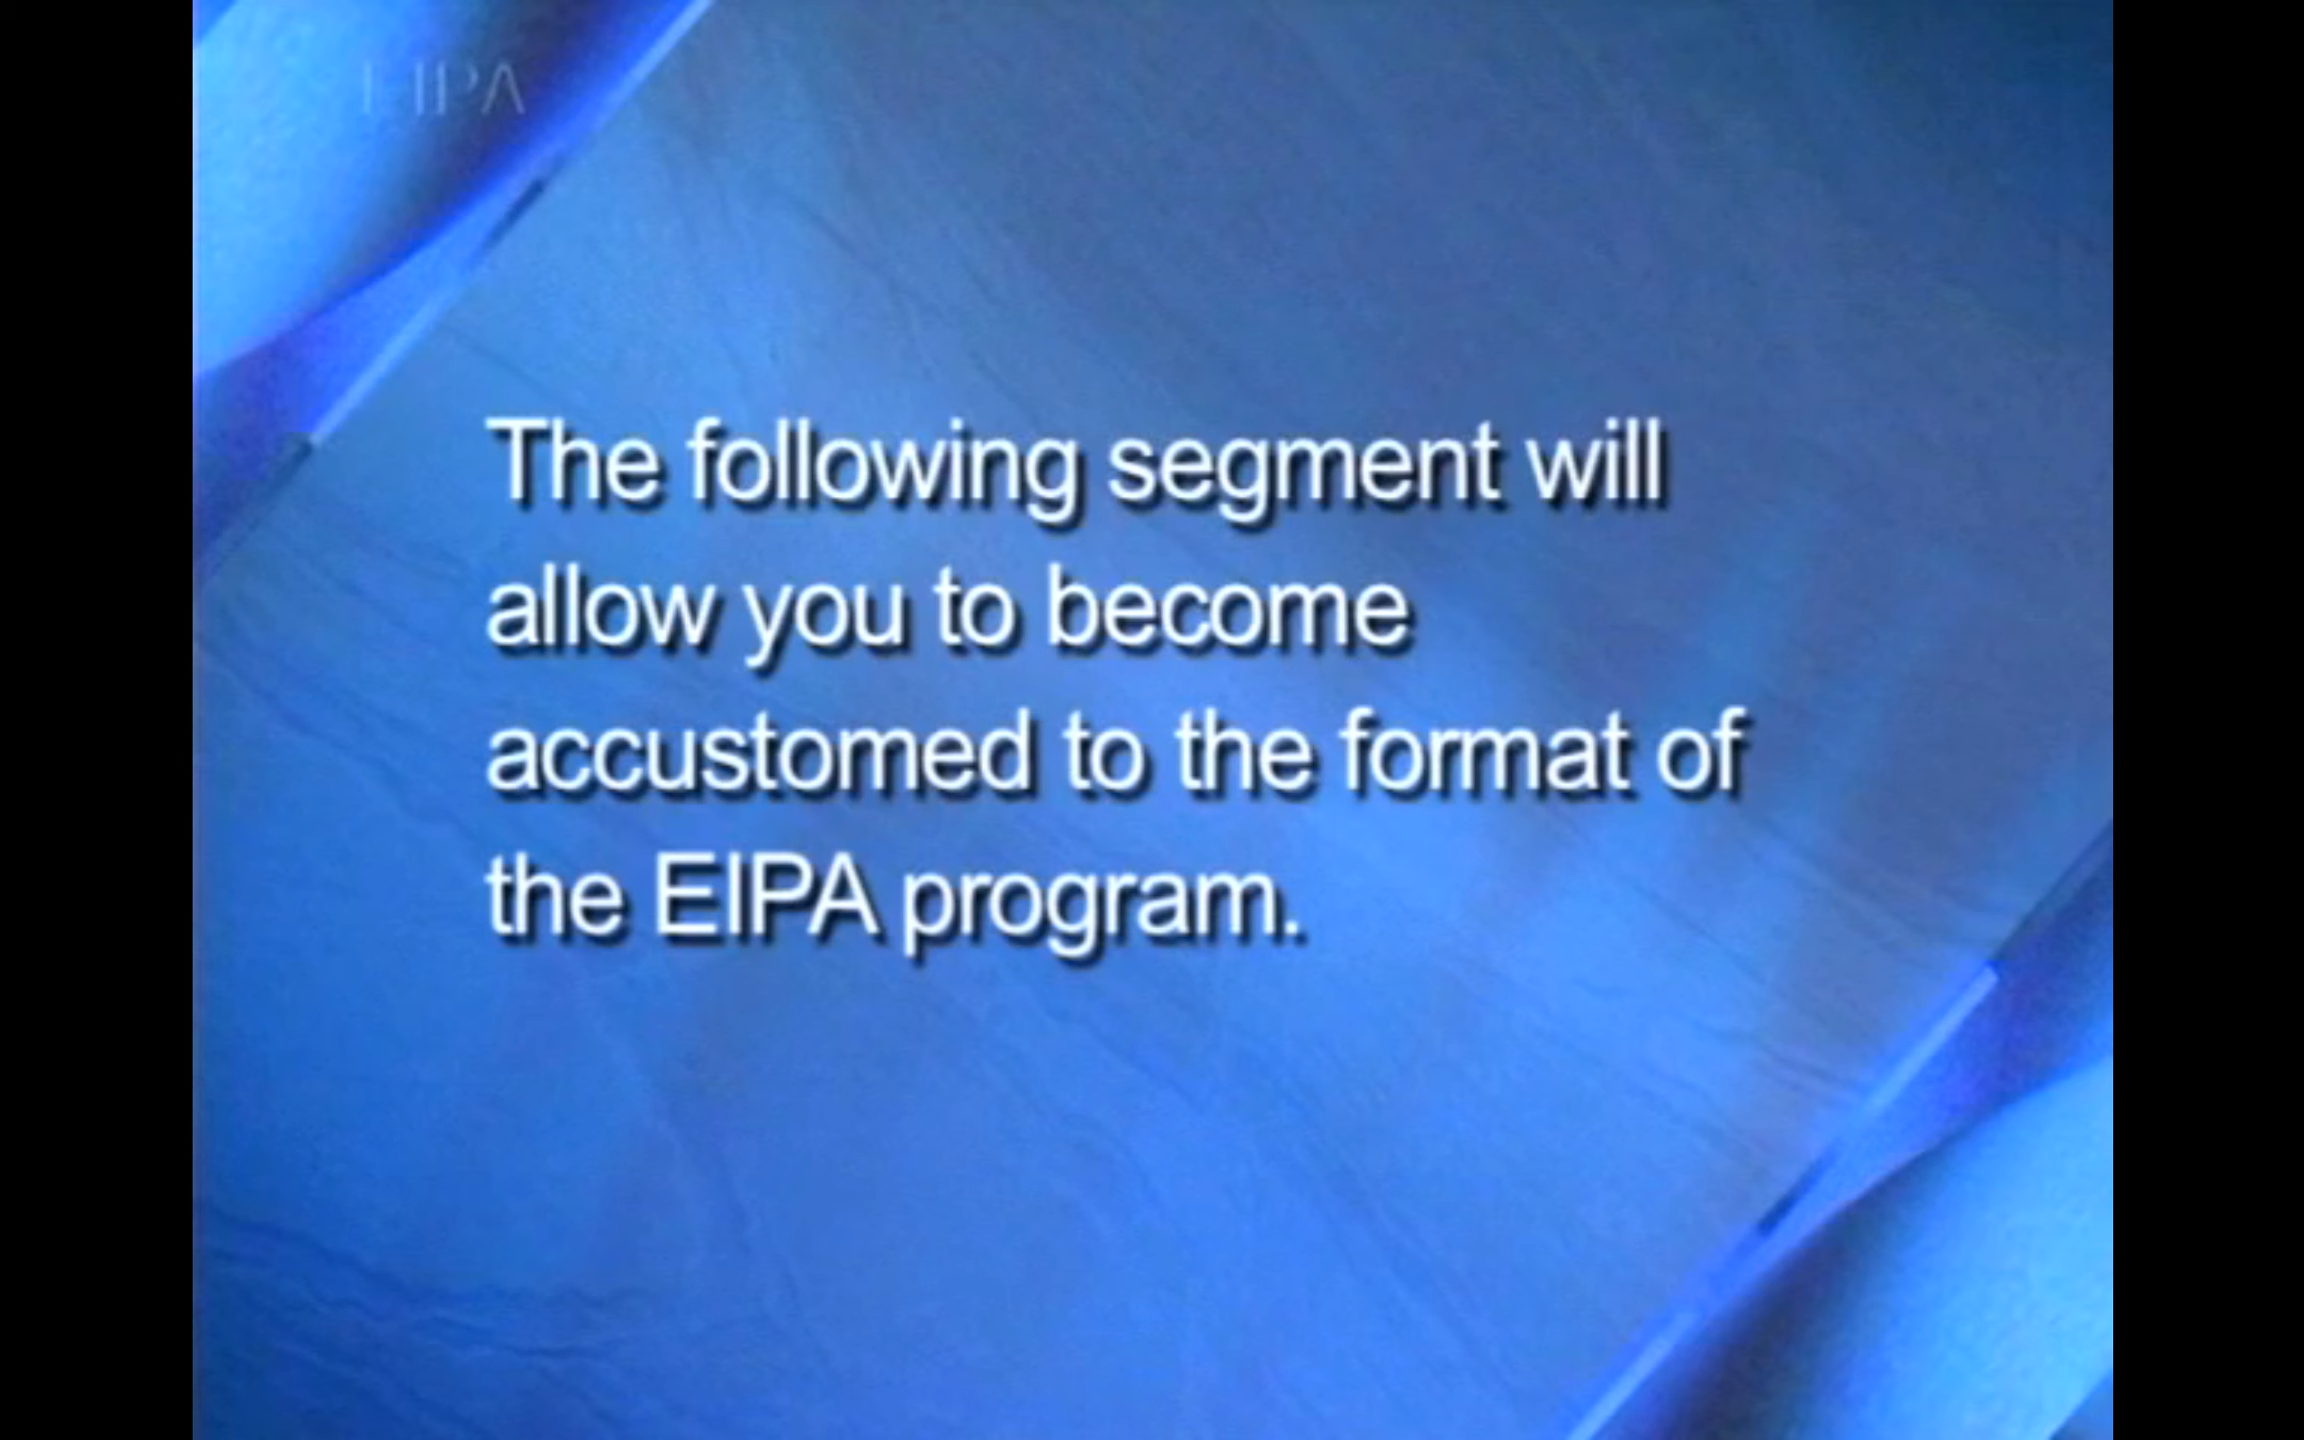 EIPA
The following segment will
allow you to become
accustomed to the format of
the EIPA program.